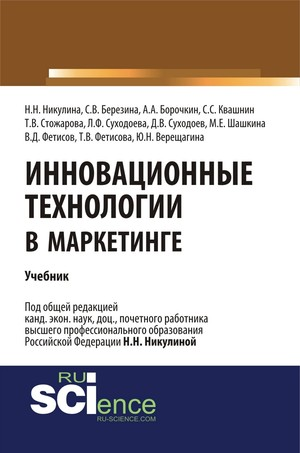 Н.Н. Никулина, С.В. Березина, А.А. Борочкин, С.С. Квашнин
Т.В. Стожарова, Л.Ф. Суходоева, Д.В. Суходоев, М.Е. Шашкина
В.Д. Фетисов, Т.В. Фетисова, Ю.Н. Верещагина
ИННОВАЦИОННЫЕ
ТЕХНОЛОГИИ
В МАРКЕТИНГЕ
Учебник
Под общей редакцией
канд. экон. наук, доц., почетного работника
высшего профессионального образования
Российской Федерации Н.Н. Никулиной
RU
SCIence
RU-SCIENCE.COM